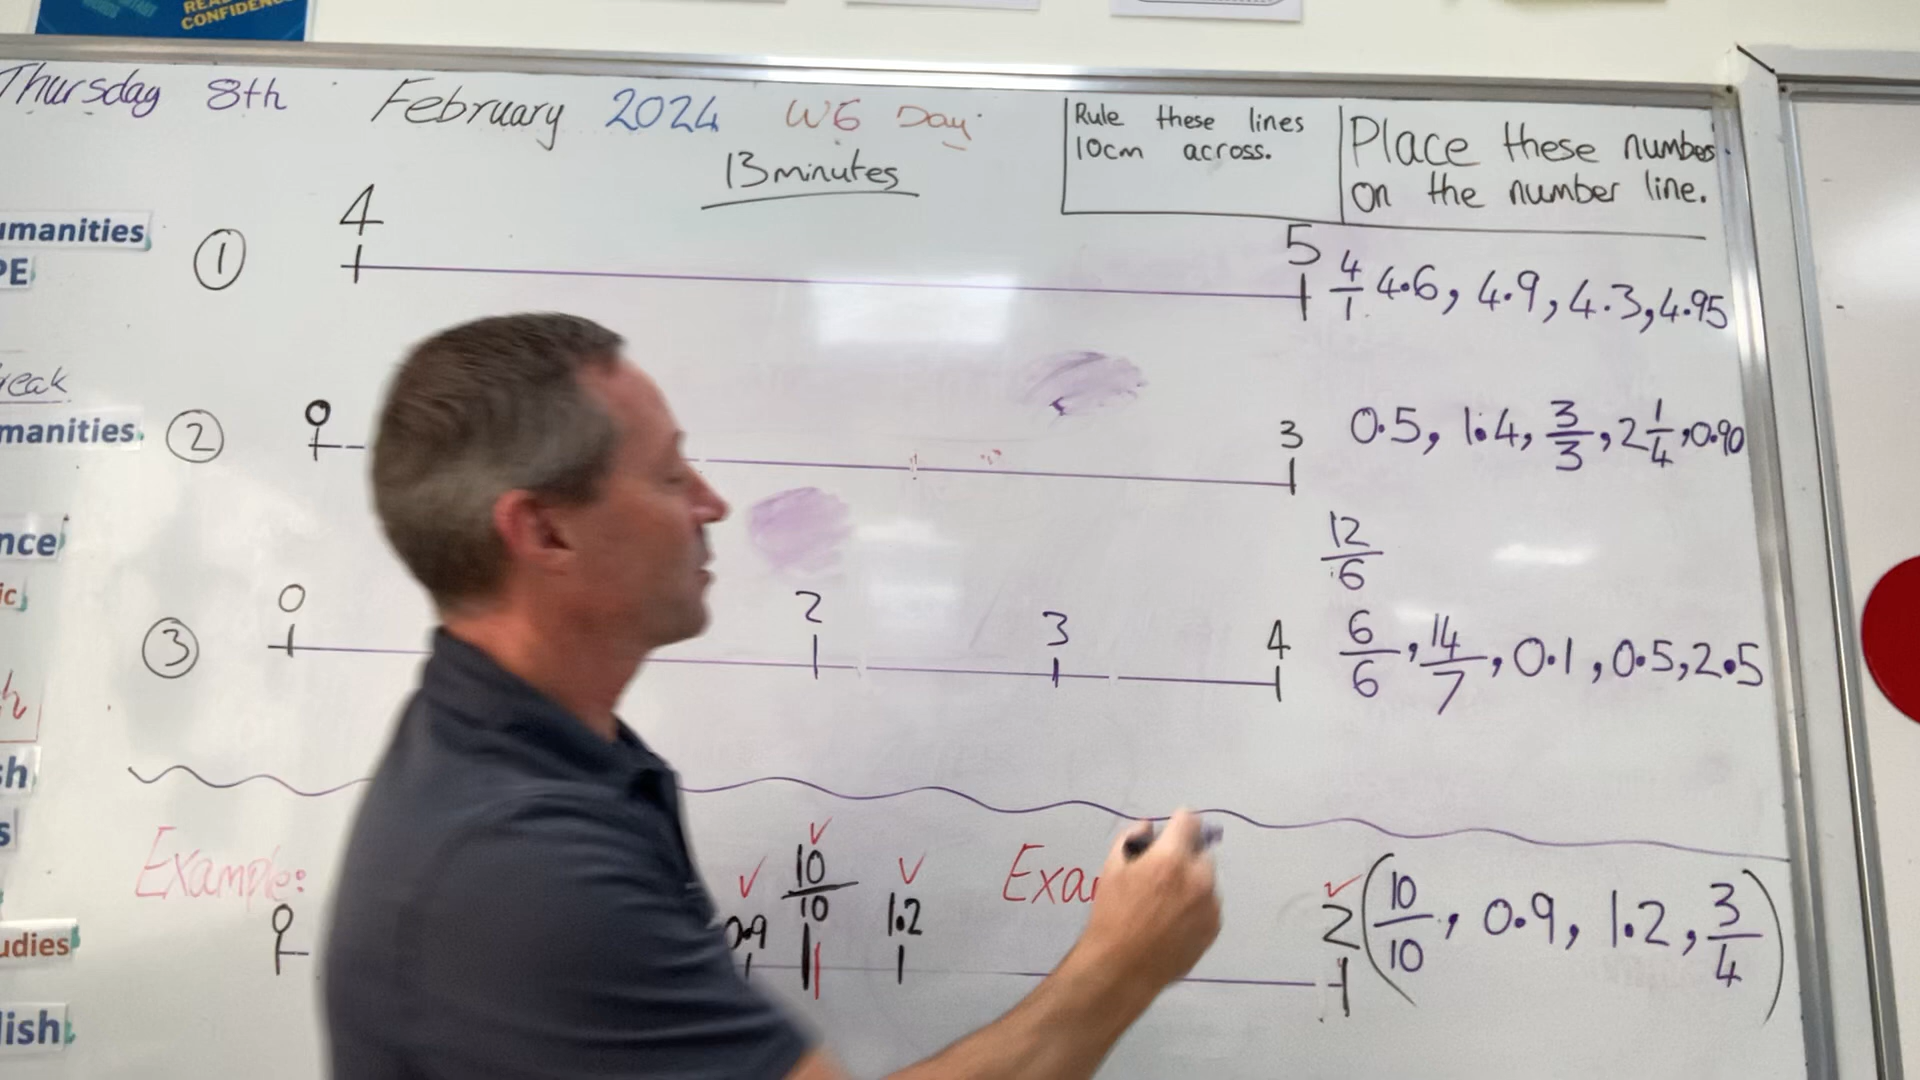 CONFIDEN
Thursday 8th February 2024 W6 Day
13 minutes
Rule these lines
10cm across.
Place these numbers
on the number line.
umanities
PE
reak
manities
nce
ic
h
sh
s
udies
lish
① 4 5 4/1 4.6, 4.9, 4.3, 4.95
② 0 3 0.5, 1.4, 3/3, 2 1/4, 0.90
12/6
③ 0 2 3 4 6/6, 14/7, 0.1, 0.5, 2.5
Example: Exa
0 0.9 10/10 1.2 2 (10/10, 0.9, 1.2, 3/4)